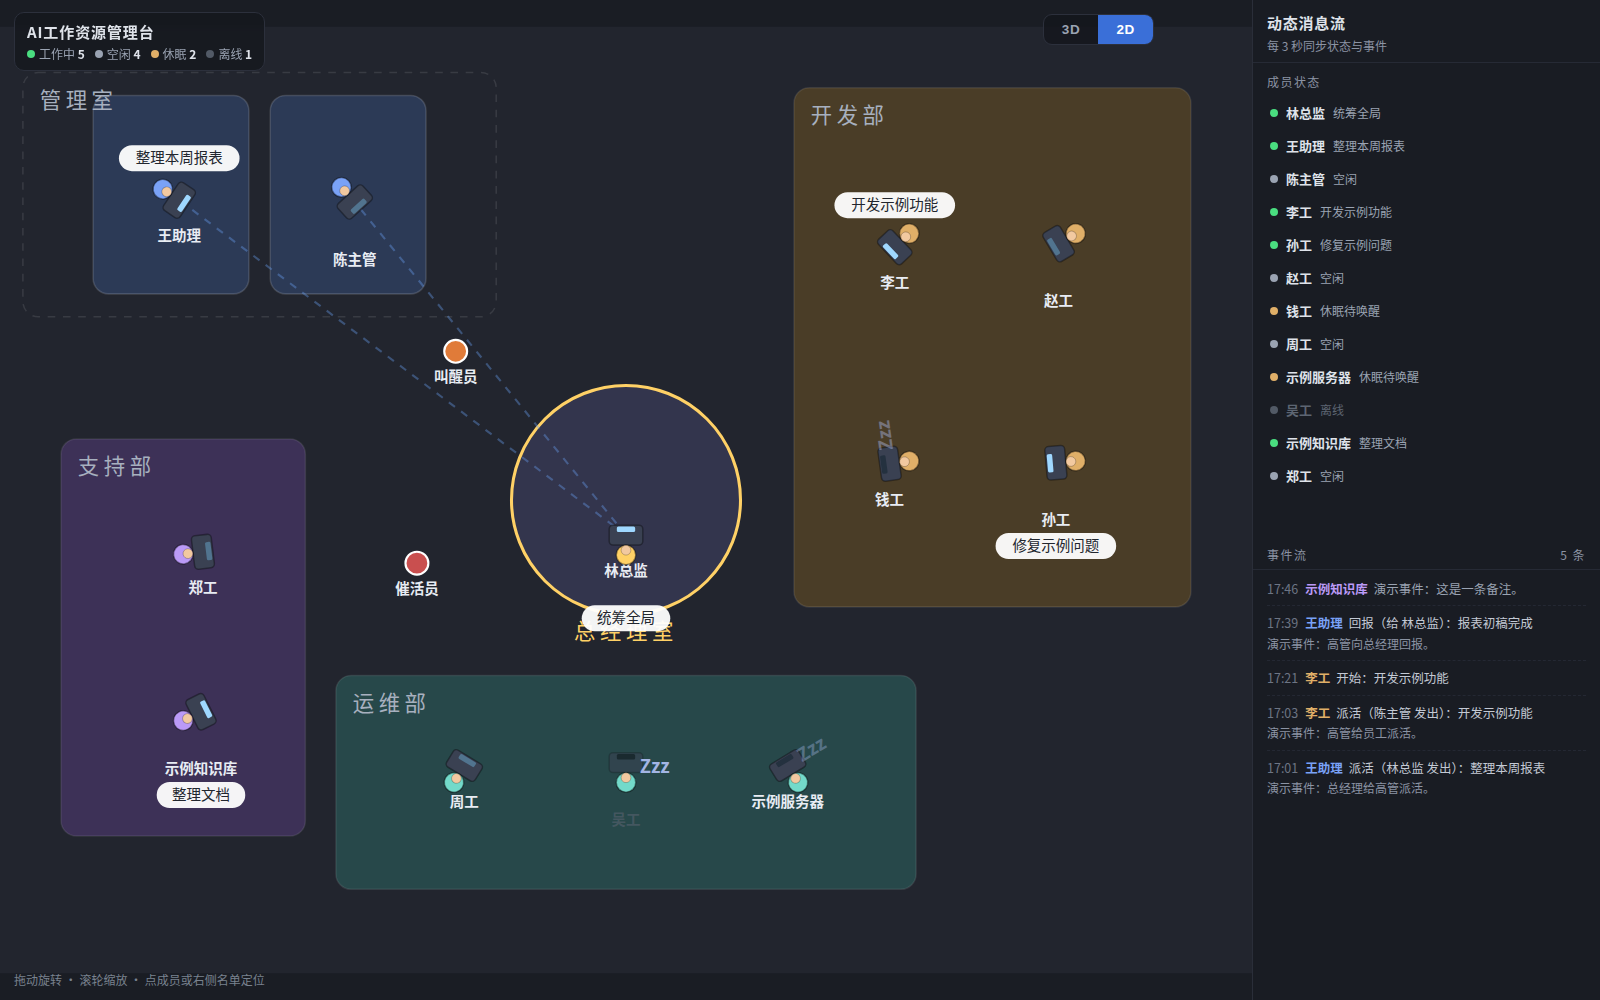 AI工作资源管理台
工作中 5 空闲 4 休眠 2 离线 1
3D 2D
管理室
整理本周报表
王助理
陈主管
叫醒员
开发部
开发示例功能
李工
赵工
Zzz
钱工
孙工
修复示例问题
支持部
郑工
示例知识库
整理文档
催活员
林总监
统筹全局
总经理室
运维部
周工
Zzz
吴工
Zzz
示例服务器
拖动旋转 · 滚轮缩放 · 点成员或右侧名单定位
动态消息流
每 3 秒同步状态与事件
成员状态
林总监 统筹全局
王助理 整理本周报表
陈主管 空闲
李工 开发示例功能
孙工 修复示例问题
赵工 空闲
钱工 休眠待唤醒
周工 空闲
示例服务器 休眠待唤醒
吴工 离线
示例知识库 整理文档
郑工 空闲
事件流 5 条
17:46 示例知识库 演示事件：这是一条备注。
17:39 王助理 回报（给 林总监）：报表初稿完成
演示事件：高管向总经理回报。
17:21 李工 开始：开发示例功能
17:03 李工 派活（陈主管 发出）：开发示例功能
演示事件：高管给员工派活。
17:01 王助理 派活（林总监 发出）：整理本周报表
演示事件：总经理给高管派活。